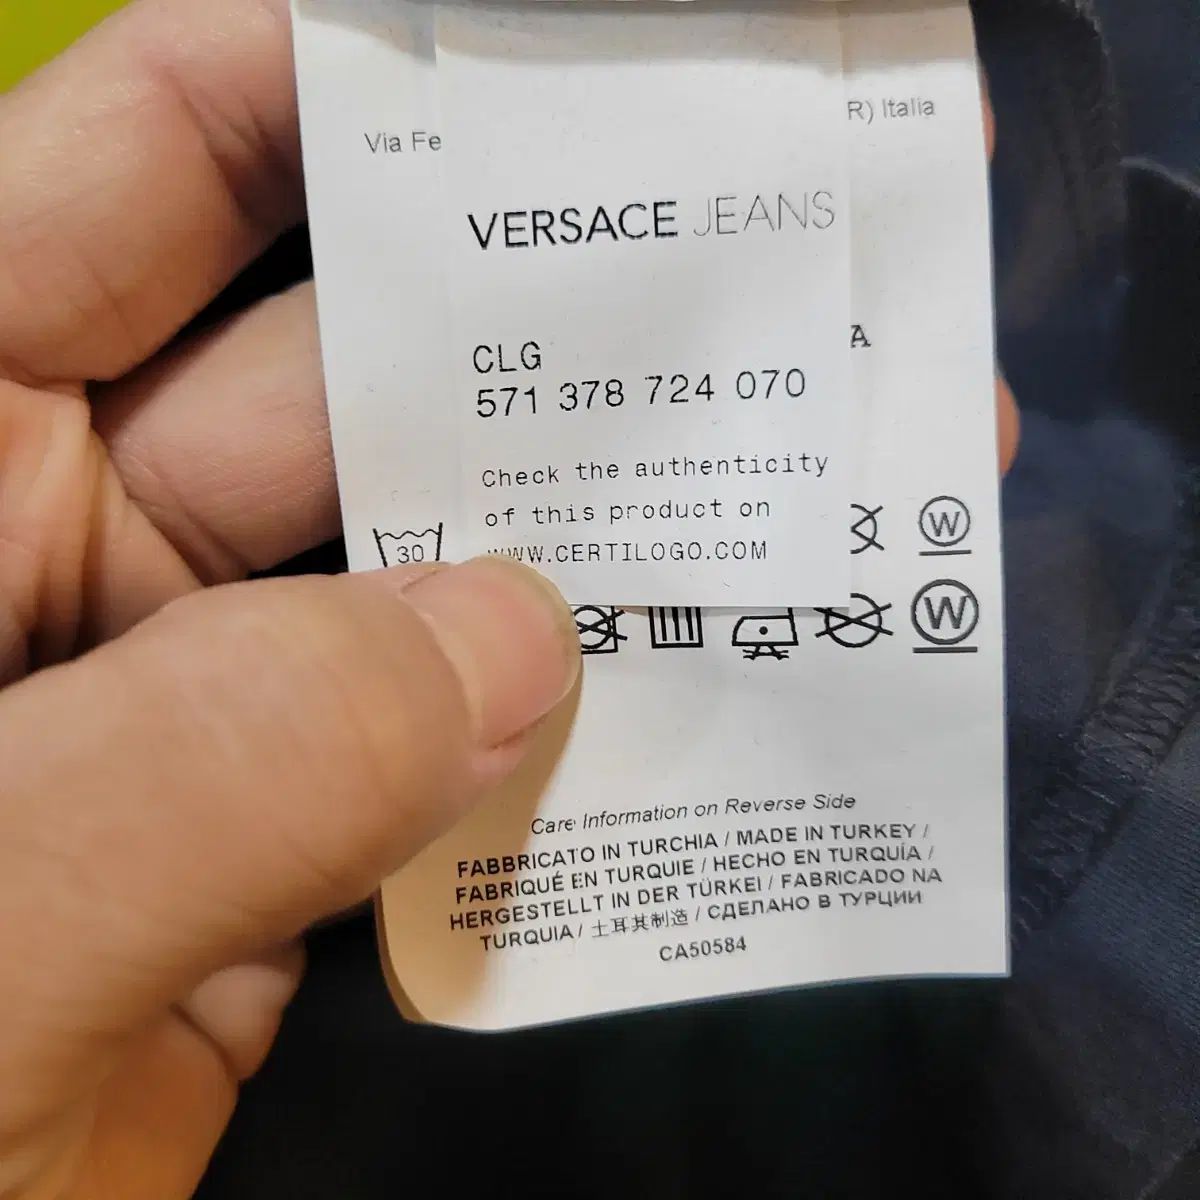 Via Fe
R) Italia
VERSACE JEANS
A
CLG
571 378 724 070
Check the authenticity
of this product on
WWW.CERTILOGO.COM
30
W
W
Care Information on Reverse Side
FABBRICATO IN TURCHIA / MADE IN TURKEY /
FABRIQUÉ EN TURQUIE / HECHO EN TURQUÍA /
HERGESTELLT IN DER TÜRKEI / FABRICADO NA
TURQUIA / 土耳其制造 / СДЕЛАНО В ТУРЦИИ
CA50584